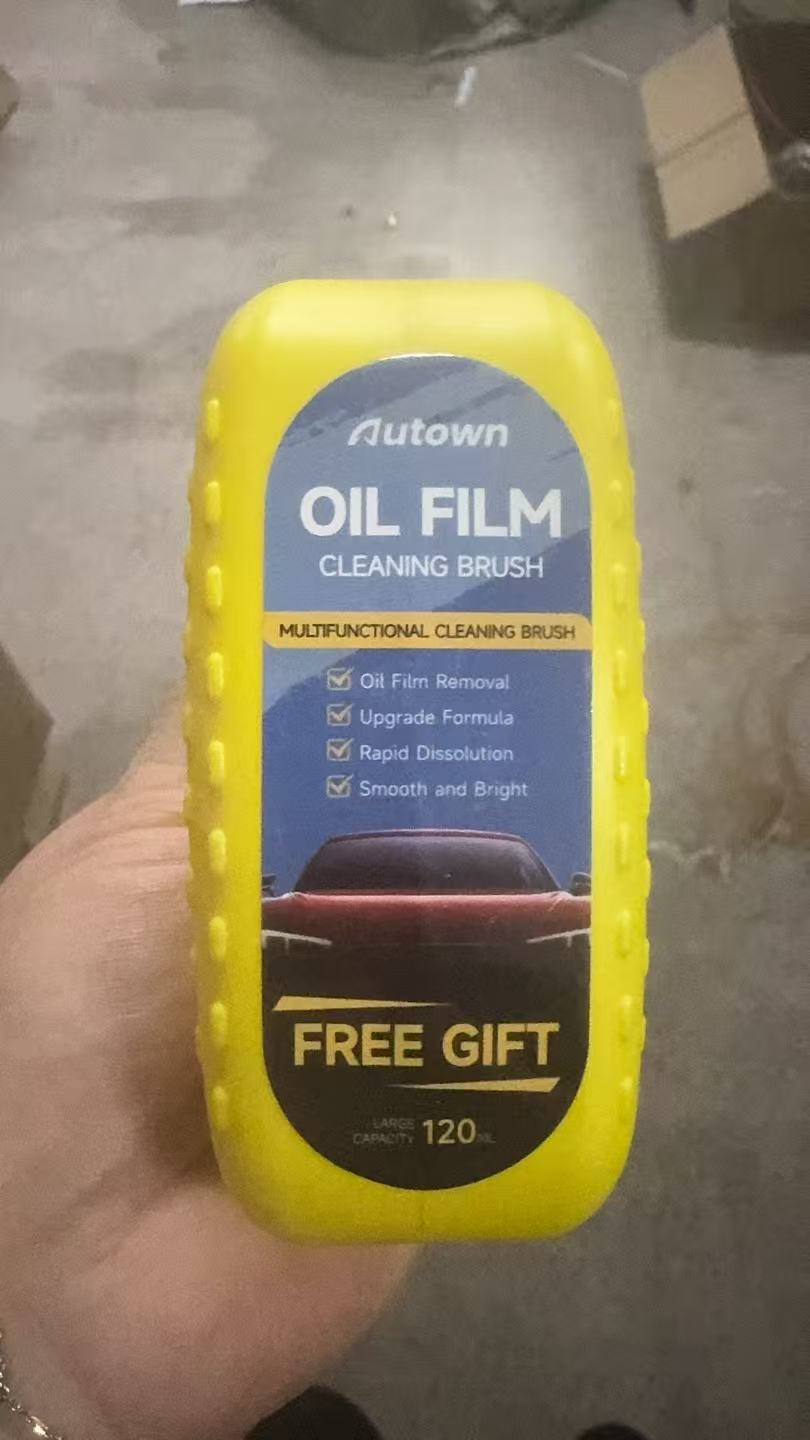 Autown
OIL FILM
CLEANING BRUSH
MULTIFUNCTIONAL CLEANING BRUSH
Oil Film Removal
Upgrade Formula
Rapid Dissolution
Smooth and Bright
FREE GIFT
LARGE
CAPACITY 120ML